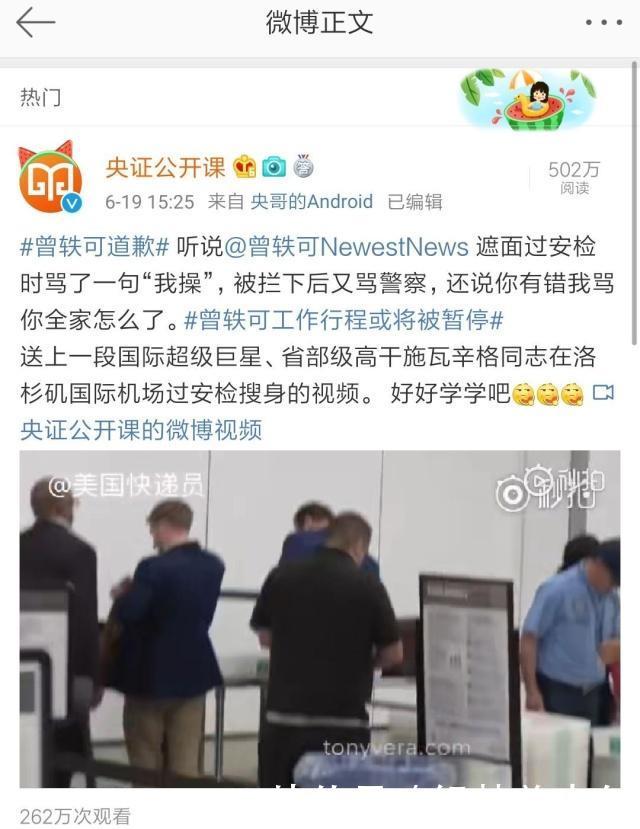 微博正文
热门
央证公开课
502万
阅读
6-19 15:25 来自 央哥的Android 已编辑
#曾轶可道歉# 听说@曾轶可NewestNews 遮面过安检
时骂了一句“我操”，被拦下后又骂警察，还说你有错我骂
你全家怎么了。#曾轶可工作行程或将被暂停#
送上一段国际超级巨星、省部级高干施瓦辛格同志在洛
杉矶国际机场过安检搜身的视频。 好好学学吧
央证公开课的微博视频
@美国快递员
秒拍
tonyvera.com
262万次观看